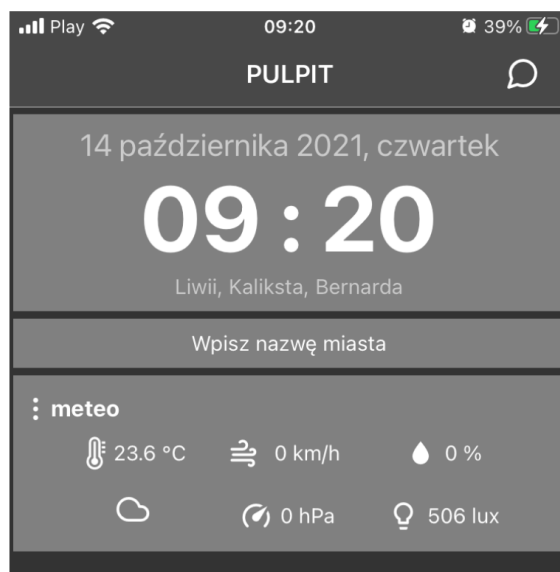 Play 09:20 39%
PULPIT
14 października 2021, czwartek
09 : 20
Liwii, Kaliksta, Bernarda
Wpisz nazwę miasta
meteo
23.6 °C 0 km/h 0 %
0 hPa 506 lux